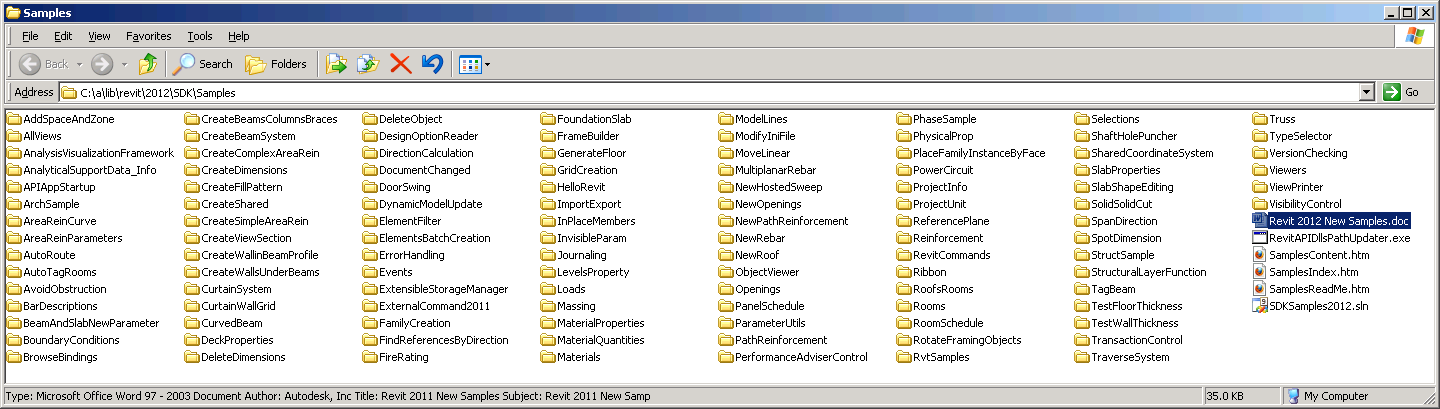 Samples
File Edit View Favorites Tools Help
Back Search Folders
Address C:\a\lib\revit\2012\SDK\Samples Go
AddSpaceAndZone
AllViews
AnalysisVisualizationFramework
AnalyticalSupportData_Info
APIAppStartup
ArchSample
AreaReinCurve
AreaReinParameters
AutoRoute
AutoTagRooms
AvoidObstruction
BarDescriptions
BeamAndSlabNewParameter
BoundaryConditions
BrowseBindings
CreateBeamsColumnsBraces
CreateBeamSystem
CreateComplexAreaRein
CreateDimensions
CreateFillPattern
CreateShared
CreateSimpleAreaRein
CreateViewSection
CreateWallinBeamProfile
CreateWallsUnderBeams
CurtainSystem
CurtainWallGrid
CurvedBeam
DeckProperties
DeleteDimensions
DeleteObject
DesignOptionReader
DirectionCalculation
DocumentChanged
DoorSwing
DynamicModelUpdate
ElementFilter
ElementsBatchCreation
ErrorHandling
Events
ExtensibleStorageManager
ExternalCommand2011
FamilyCreation
FindReferencesByDirection
FireRating
FoundationSlab
FrameBuilder
GenerateFloor
GridCreation
HelloRevit
ImportExport
InPlaceMembers
InvisibleParam
Journaling
LevelsProperty
Loads
Massing
MaterialProperties
MaterialQuantities
Materials
ModelLines
ModifyIniFile
MoveLinear
MultiplanarRebar
NewHostedSweep
NewOpenings
NewPathReinforcement
NewRebar
NewRoof
ObjectViewer
Openings
PanelSchedule
ParameterUtils
PathReinforcement
PerformanceAdviserControl
PhaseSample
PhysicalProp
PlaceFamilyInstanceByFace
PowerCircuit
ProjectInfo
ProjectUnit
ReferencePlane
Reinforcement
RevitCommands
Ribbon
RoofsRooms
Rooms
RoomSchedule
RotateFramingObjects
RvtSamples
Selections
ShaftHolePuncher
SharedCoordinateSystem
SlabProperties
SlabShapeEditing
SolidSolidCut
SpanDirection
SpotDimension
StructSample
StructuralLayerFunction
TagBeam
TestFloorThickness
TestWallThickness
TransactionControl
TraverseSystem
Truss
TypeSelector
VersionChecking
Viewers
ViewPrinter
VisibilityControl
Revit 2012 New Samples.doc
RevitAPIDllsPathUpdater.exe
SamplesContent.htm
SamplesIndex.htm
SamplesReadMe.htm
SDKSamples2012.sln
Type: Microsoft Office Word 97 - 2003 Document Author: Autodesk, Inc Title: Revit 2011 New Samples Subject: Revit 2011 New Samp 35.0 KB My Computer